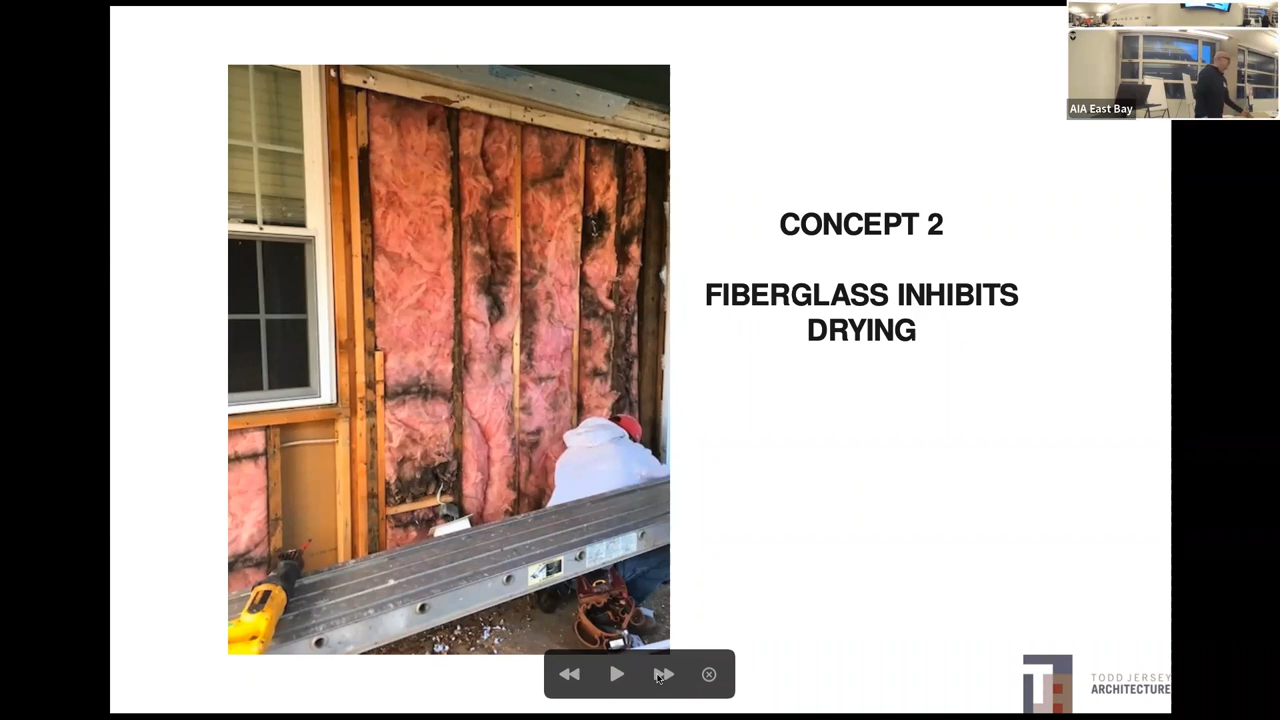 AIA East Bay
CONCEPT 2
FIBERGLASS INHIBITS
DRYING
TODD JERSEY
ARCHITECTURE